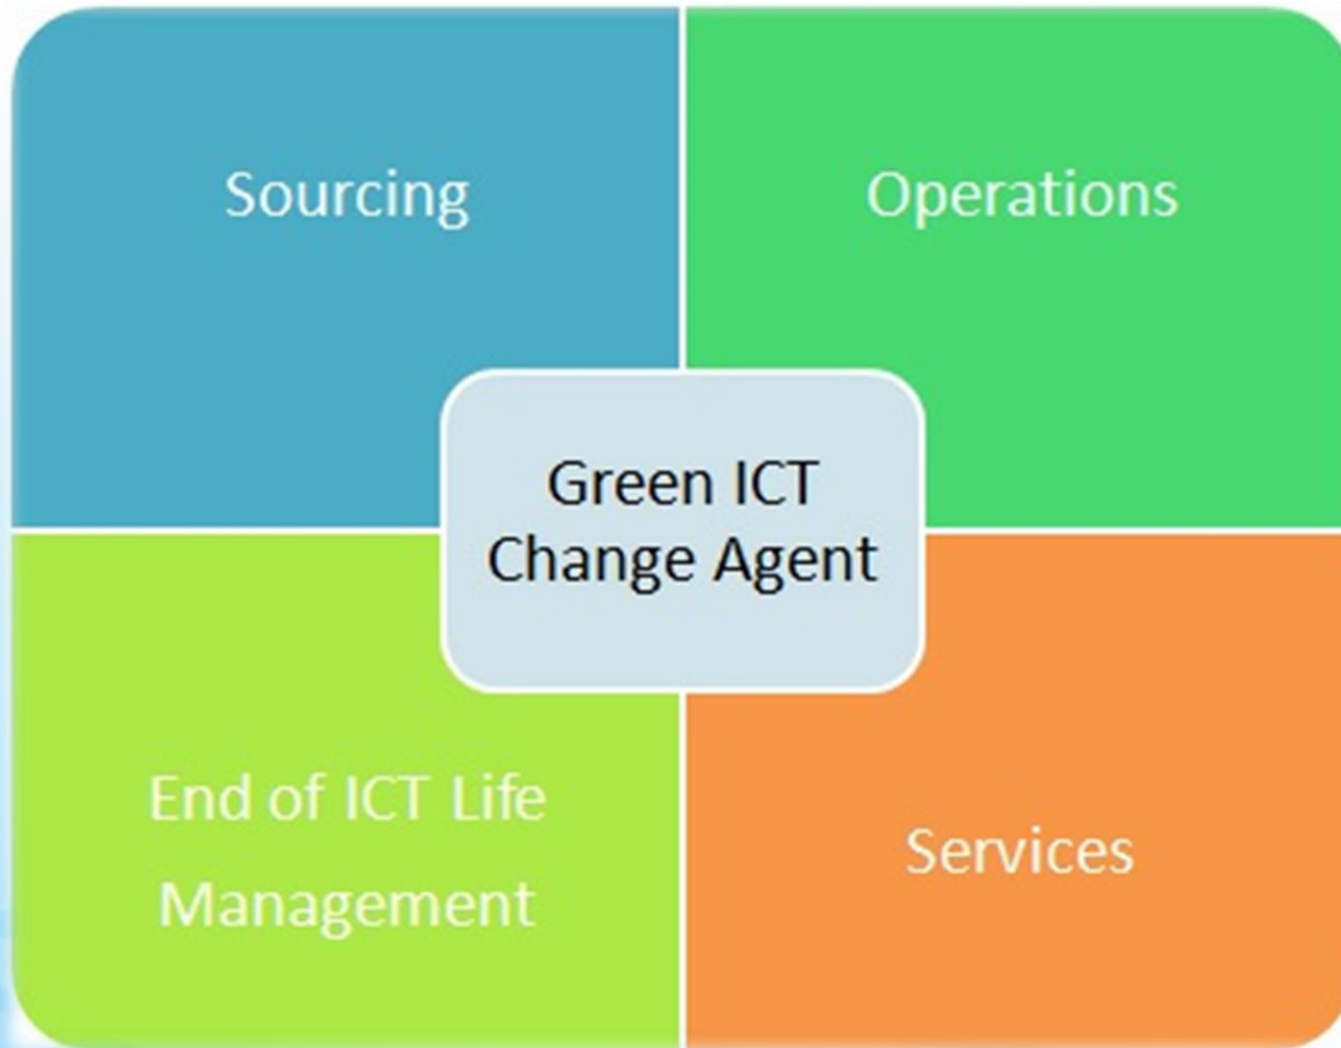 Sourcing
Operations
Green ICT
Change Agent
End of ICT Life
Management
Services